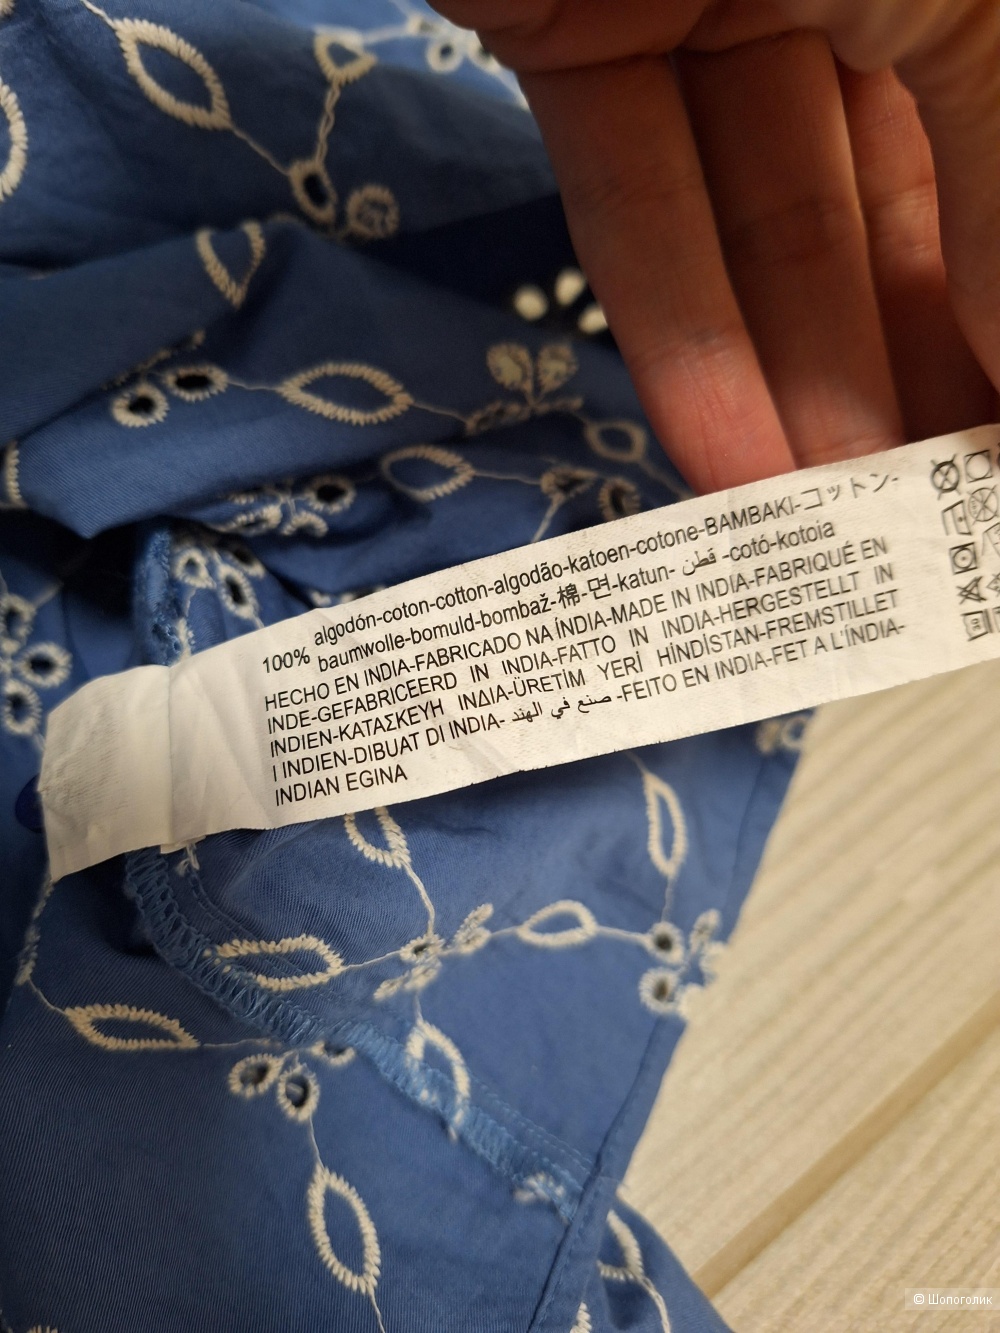 100% algodón-coton-cotton-algodão-katoen-cotone-BAMBAKI-コットン-
baumwolle-bomuld-bombaž-棉-면-katun- قطن -cotó-kotoia
HECHO EN INDIA-FABRICADO NA ÍNDIA-MADE IN INDIA-FABRIQUÉ EN
INDE-GEFABRICEERD IN INDIA-FATTO IN INDIA-HERGESTELLT IN
INDIEN-ΚΑΤΑΣΚΕΥΗ ΙΝΔΙΑ-ÜRETİM YERİ HİNDİSTAN-FREMSTILLET
I INDIEN-DIBUAT DI INDIA- صنع في الهند -FEITO EN INDIA-FET A L'ÍNDIA-
INDIAN EGINA
© Шопоголик